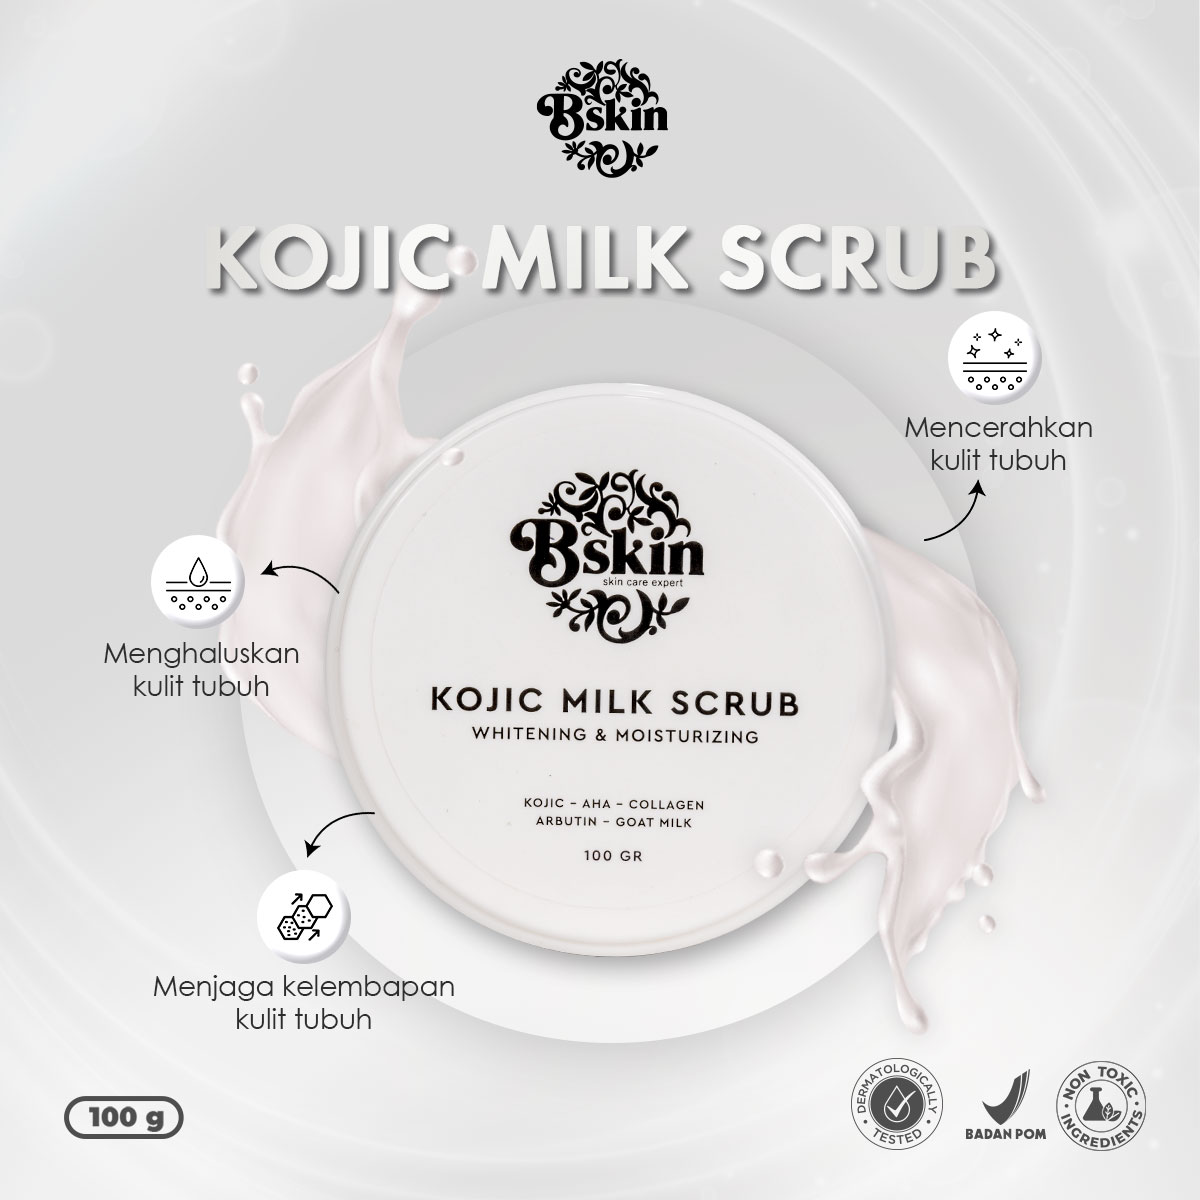 Bskin
KOJIC MILK SCRUB
Mencerahkan
kulit tubuh
Bskin
skin care expert
Menghaluskan
kulit tubuh
KOJIC MILK SCRUB
WHITENING & MOISTURIZING
KOJIC – AHA – COLLAGEN
ARBUTIN – GOAT MILK
100 GR
Menjaga kelembapan
kulit tubuh
100 g
DERMATOLOGICALLY
TESTED
BADAN POM
NON TOXIC
INGREDIENTS